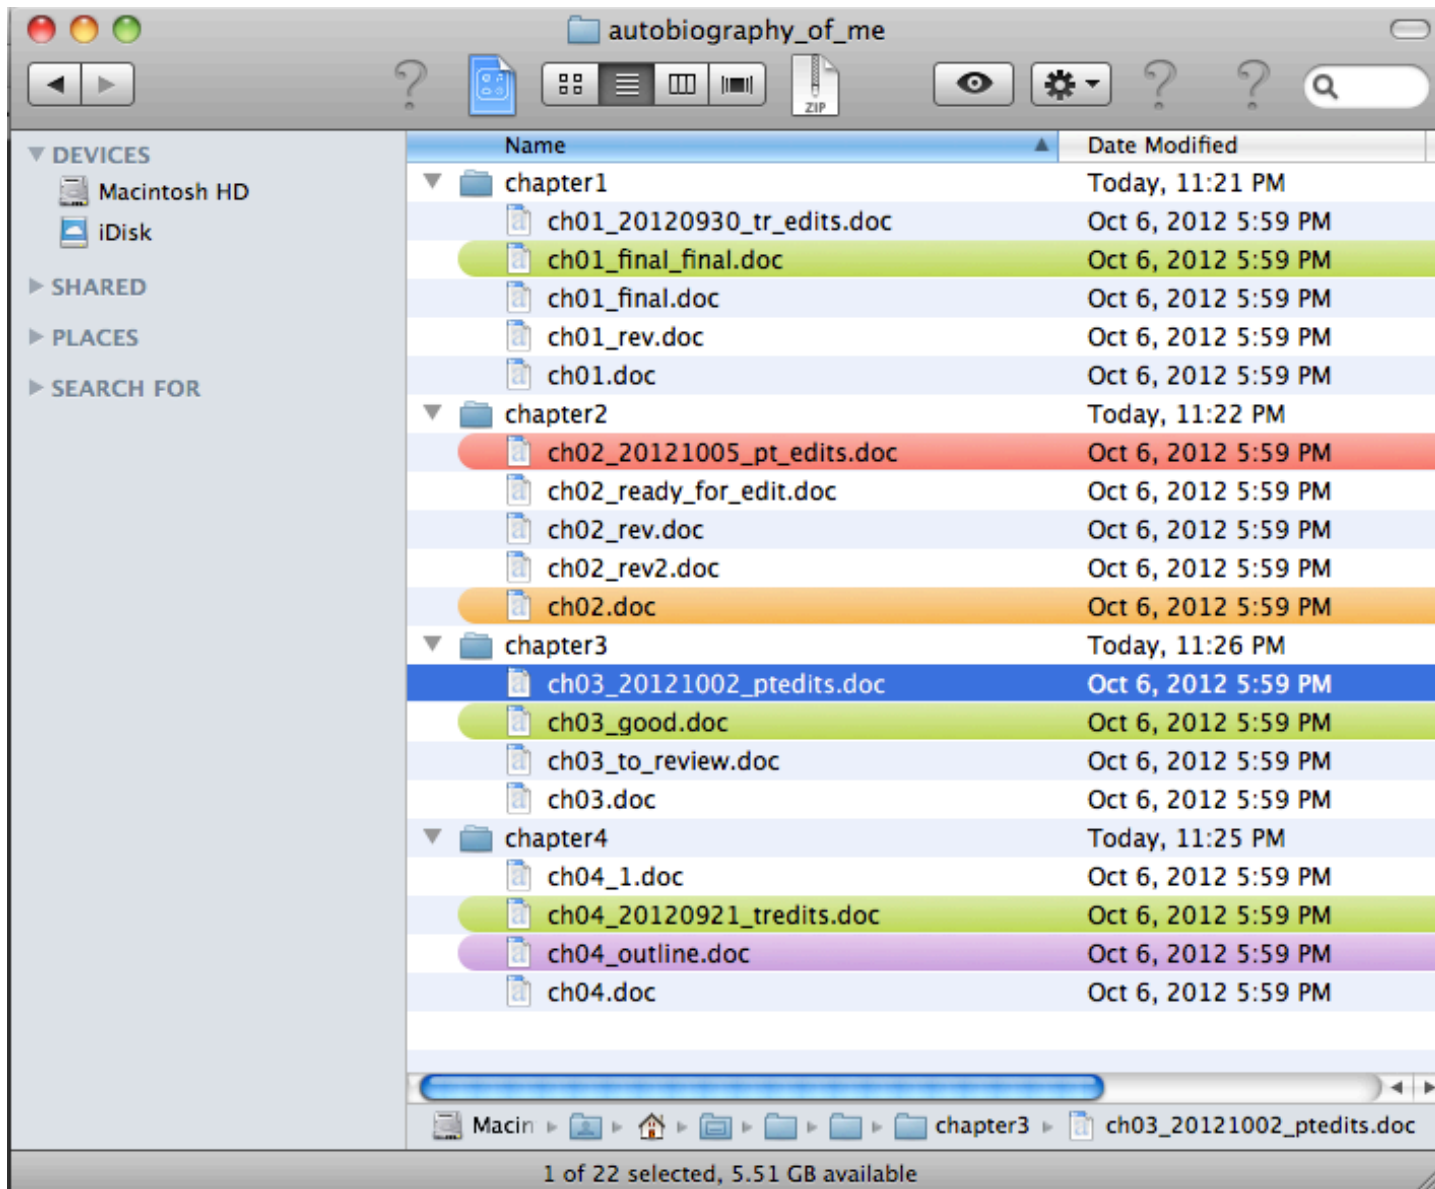 autobiography_of_me
ZIP
DEVICES
Macintosh HD
iDisk
SHARED
PLACES
SEARCH FOR
Name Date Modified
chapter1 Today, 11:21 PM
ch01_20120930_tr_edits.doc Oct 6, 2012 5:59 PM
ch01_final_final.doc Oct 6, 2012 5:59 PM
ch01_final.doc Oct 6, 2012 5:59 PM
ch01_rev.doc Oct 6, 2012 5:59 PM
ch01.doc Oct 6, 2012 5:59 PM
chapter2 Today, 11:22 PM
ch02_20121005_pt_edits.doc Oct 6, 2012 5:59 PM
ch02_ready_for_edit.doc Oct 6, 2012 5:59 PM
ch02_rev.doc Oct 6, 2012 5:59 PM
ch02_rev2.doc Oct 6, 2012 5:59 PM
ch02.doc Oct 6, 2012 5:59 PM
chapter3 Today, 11:26 PM
ch03_20121002_ptedits.doc Oct 6, 2012 5:59 PM
ch03_good.doc Oct 6, 2012 5:59 PM
ch03_to_review.doc Oct 6, 2012 5:59 PM
ch03.doc Oct 6, 2012 5:59 PM
chapter4 Today, 11:25 PM
ch04_1.doc Oct 6, 2012 5:59 PM
ch04_20120921_tredits.doc Oct 6, 2012 5:59 PM
ch04_outline.doc Oct 6, 2012 5:59 PM
ch04.doc Oct 6, 2012 5:59 PM
Macin chapter3 ch03_20121002_ptedits.doc
1 of 22 selected, 5.51 GB available